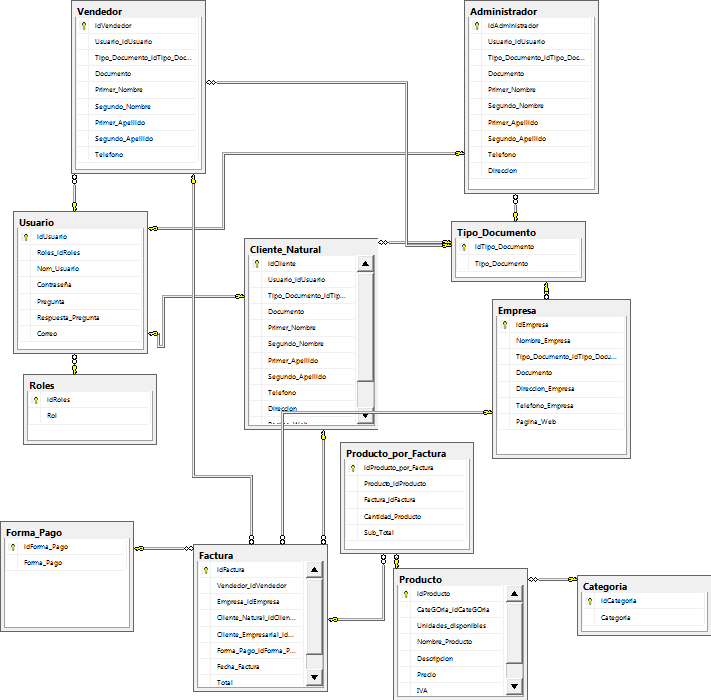 Vendedor
IdVendedor
Usuario_IdUsuario
Tipo_Documento_IdTipo_Doc...
Documento
Primer_Nombre
Segundo_Nombre
Primer_Apellido
Segundo_Apellido
Telefono
Administrador
IdAdministrador
Usuario_IdUsuario
Tipo_Documento_IdTipo_Doc...
Documento
Primer_Nombre
Segundo_Nombre
Primer_Apellido
Segundo_Apellido
Telefono
Direccion
Usuario
IdUsuario
Roles_IdRoles
Nom_Usuario
Contraseña
Pregunta
Respuesta_Pregunta
Correo
Cliente_Natural
IdCliente
Usuario_IdUsuario
Tipo_Documento_IdTip...
Documento
Primer_Nombre
Segundo_Nombre
Primer_Apellido
Segundo_Apellido
Telefono
Direccion
Pagina_Web
Tipo_Documento
IdTipo_Documento
Tipo_Documento
Empresa
IdEmpresa
Nombre_Empresa
Tipo_Documento_IdTipo_Docu...
Documento
Direccion_Empresa
Telefono_Empresa
Pagina_Web
Roles
IdRoles
Rol
Producto_por_Factura
IdProducto_por_Factura
Producto_IdProducto
Factura_IdFactura
Cantidad_Producto
Sub_Total
Forma_Pago
IdForma_Pago
Forma_Pago
Factura
IdFactura
Vendedor_IdVendedor
Empresa_IdEmpresa
Cliente_Natural_IdClien...
Cliente_Empresarial_Id...
Forma_Pago_IdForma_P...
Fecha_Factura
Total
Producto
IdProducto
CateGOria_IdCateGOria
Unidades_disponibles
Nombre_Producto
Descripcion
Precio
IVA
Categoria
IdCategoria
Categoria